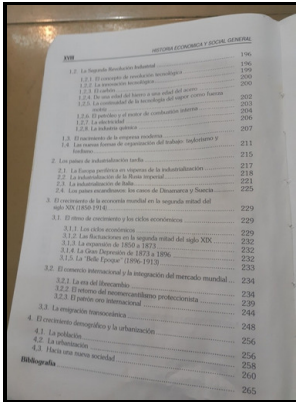 XVIII HISTORIA ECONÓMICA Y SOCIAL GENERAL
1.2. La Segunda Revolución Industrial 196
1.2.1. El concepto de revolución tecnológica 196
1.2.2. La innovación tecnológica 199
1.2.3. El carbón 200
1.2.4. De una edad del hierro a una edad del acero 200
1.2.5. La continuidad de la tecnología del vapor como fuerza
motriz 202
1.2.6. El petróleo y el motor de combustión interna 203
1.2.7. La electricidad 204
1.2.8. La industria química 206
1.3. El nacimiento de la empresa moderna 207
1.4. Las nuevas formas de organización del trabajo: taylorismo y
fordismo 211
2. Los países de industrialización tardía 215
2.1. La Europa periférica en vísperas de la industrialización 217
2.2. La industrialización de la Rusia imperial 218
2.3. La industrialización de Italia 221
2.4. Los países escandinavos: los casos de Dinamarca y Suecia 225
3. El crecimiento de la economía mundial en la segunda mitad del
siglo XIX (1850-1914) 229
3.1. El ritmo de crecimiento y los ciclos económicos 229
3.1.1. Los ciclos económicos 229
3.1.2. Las fluctuaciones en la segunda mitad del siglo XIX 232
3.1.3. La expansión de 1850 a 1873 232
3.1.4. La Gran Depresión de 1873 a 1896 232
3.1.5. La "Belle Époque" (1896-1913) 233
3.2. El comercio internacional y la integración del mercado mundial 234
3.2.1. La era del librecambio 234
3.2.2. El retorno del neomercantilismo proteccionista 239
3.2.3. El patrón oro internacional 244
3.3. La emigración transoceánica 248
4. El crecimiento demográfico y la urbanización 256
4.1. La población 256
4.2. La urbanización 258
4.3. Hacia una nueva sociedad 260
Bibliografía 265